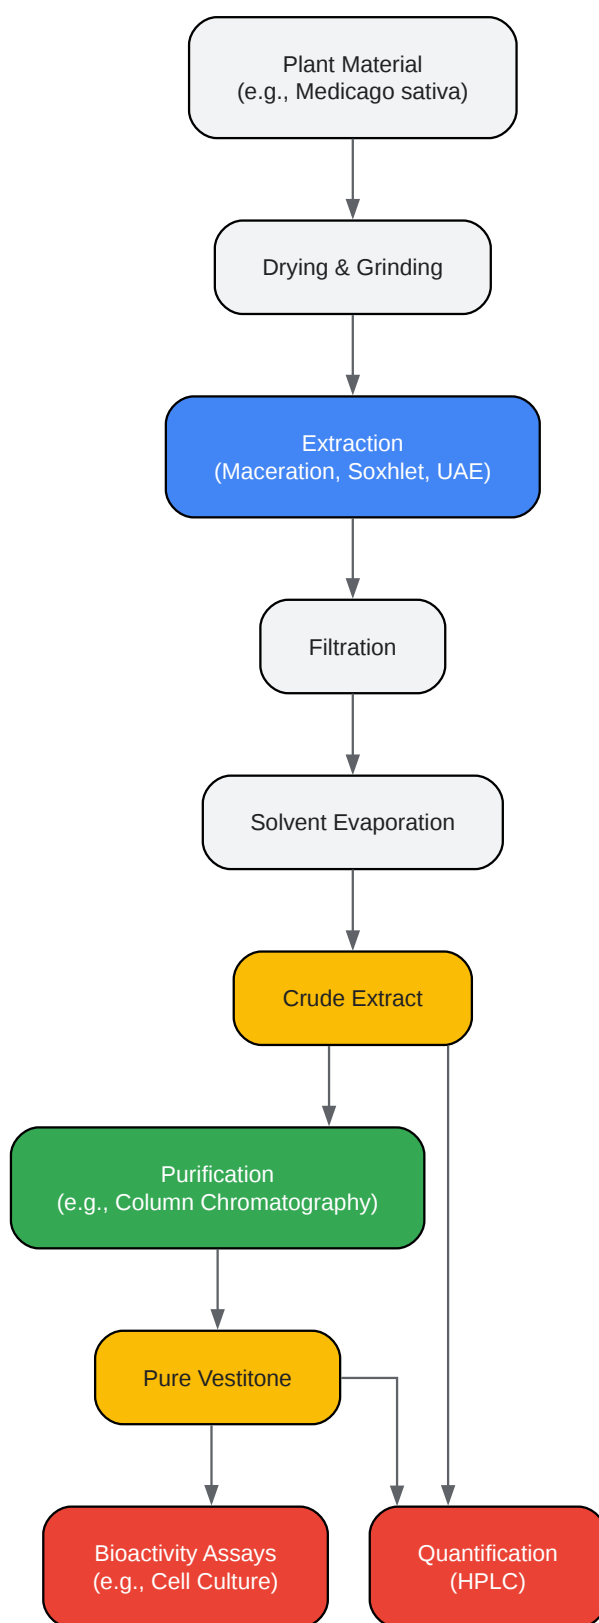 Plant Material
(e.g., Medicago sativa)
Drying & Grinding
Extraction
(Maceration, Soxhlet, UAE)
Filtration
Solvent Evaporation
Crude Extract
Purification
(e.g., Column Chromatography)
Pure Vestitone
Bioactivity Assays
(e.g., Cell Culture)
Quantification
(HPLC)